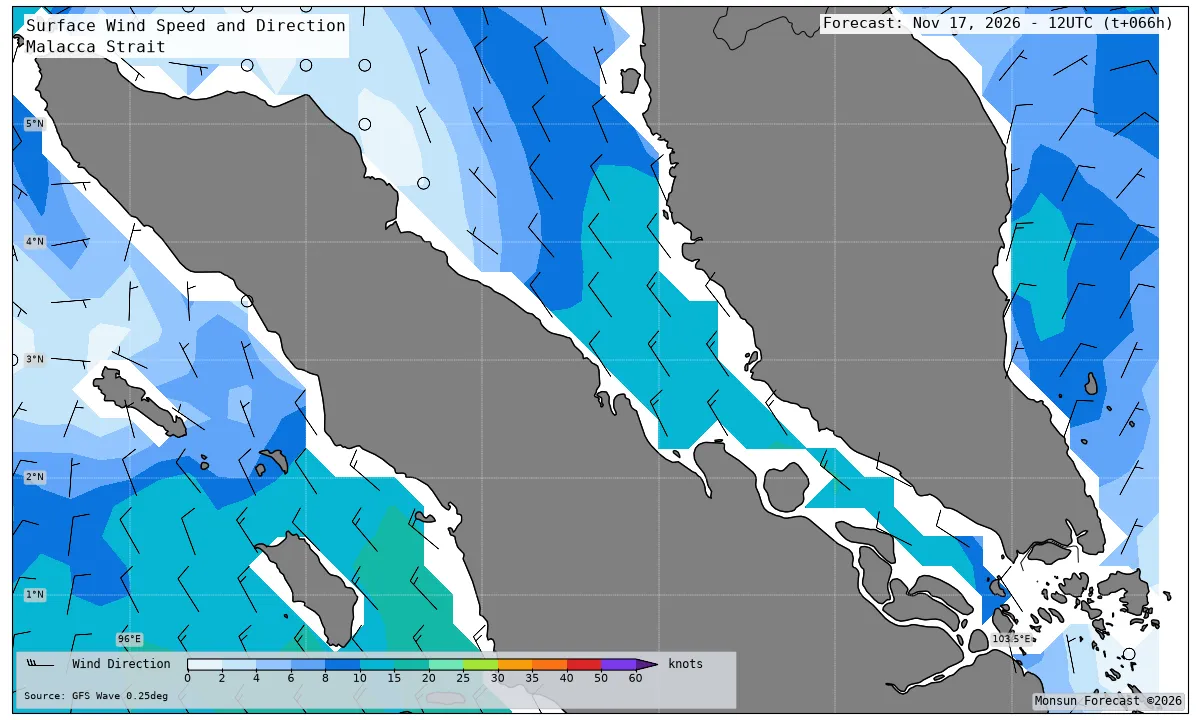 Surface Wind Speed and Direction
Malacca Strait
Forecast: Nov 17, 2026 - 12UTC (t+066h)
5°N
4°N
3°N
2°N
1°N
96°E
103.5°E
Wind Direction
knots
0 2 4 6 8 10 12 15 20 25 30 35 40 50 60
Source: GFS Wave 0.25deg
Monsun Forecast ©2026